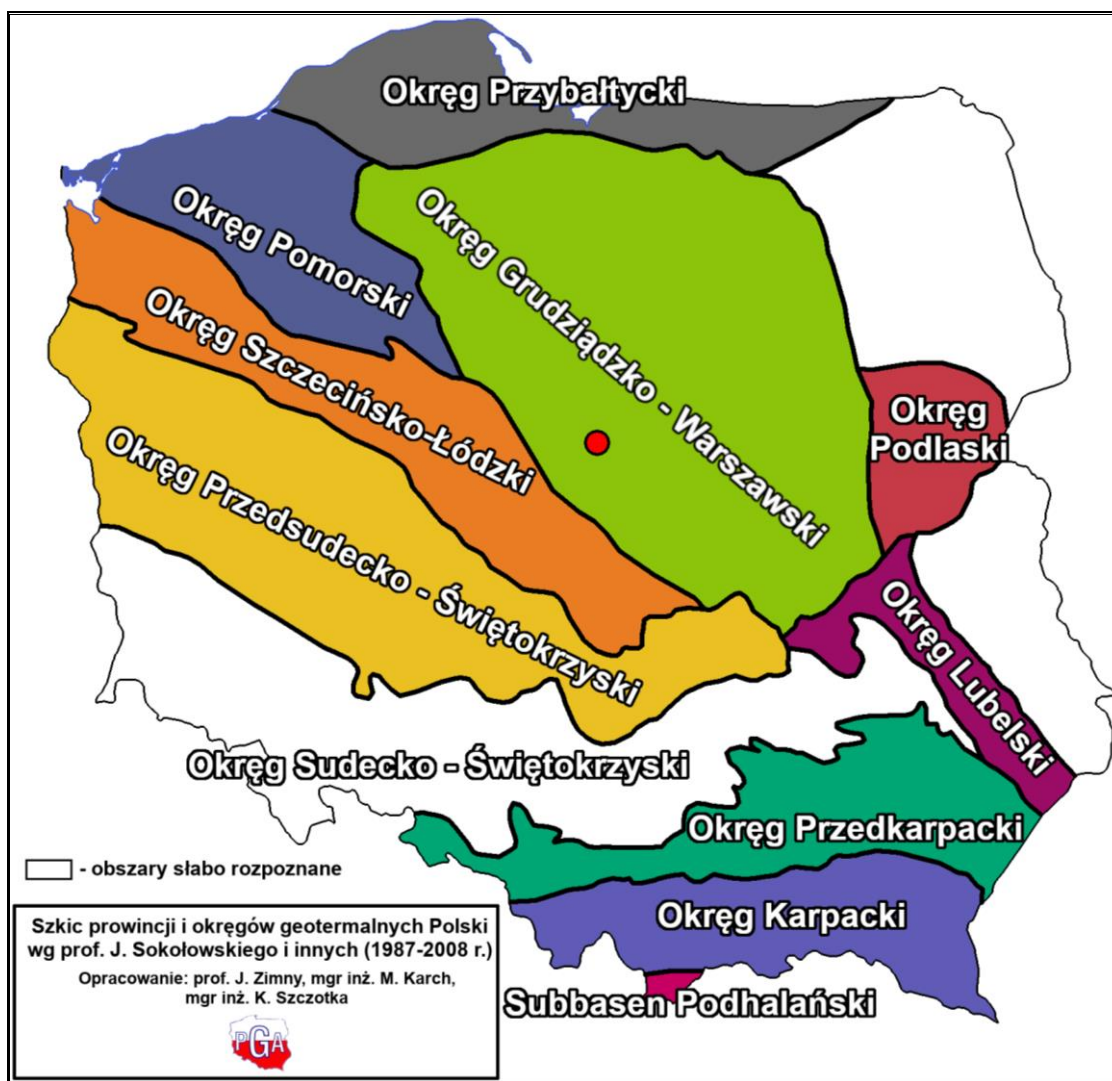 Okręg Przybałtycki
Okręg Pomorski
Okręg Grudziądzko - Warszawski
Okręg Szczecińsko-Łódzki
Okręg
Podlaski
Okręg Przedsudecko - Świętokrzyski
Okręg Lubelski
Okręg Sudecko - Świętokrzyski
Okręg Przedkarpacki
- obszary słabo rozpoznane
Okręg Karpacki
Subbasen Podhalański
Szkic prowincji i okręgów geotermalnych Polski
wg prof. J. Sokołowskiego i innych (1987-2008 r.)
Opracowanie: prof. J. Zimny, mgr inż. M. Karch,
mgr inż. K. Szczotka
PGA